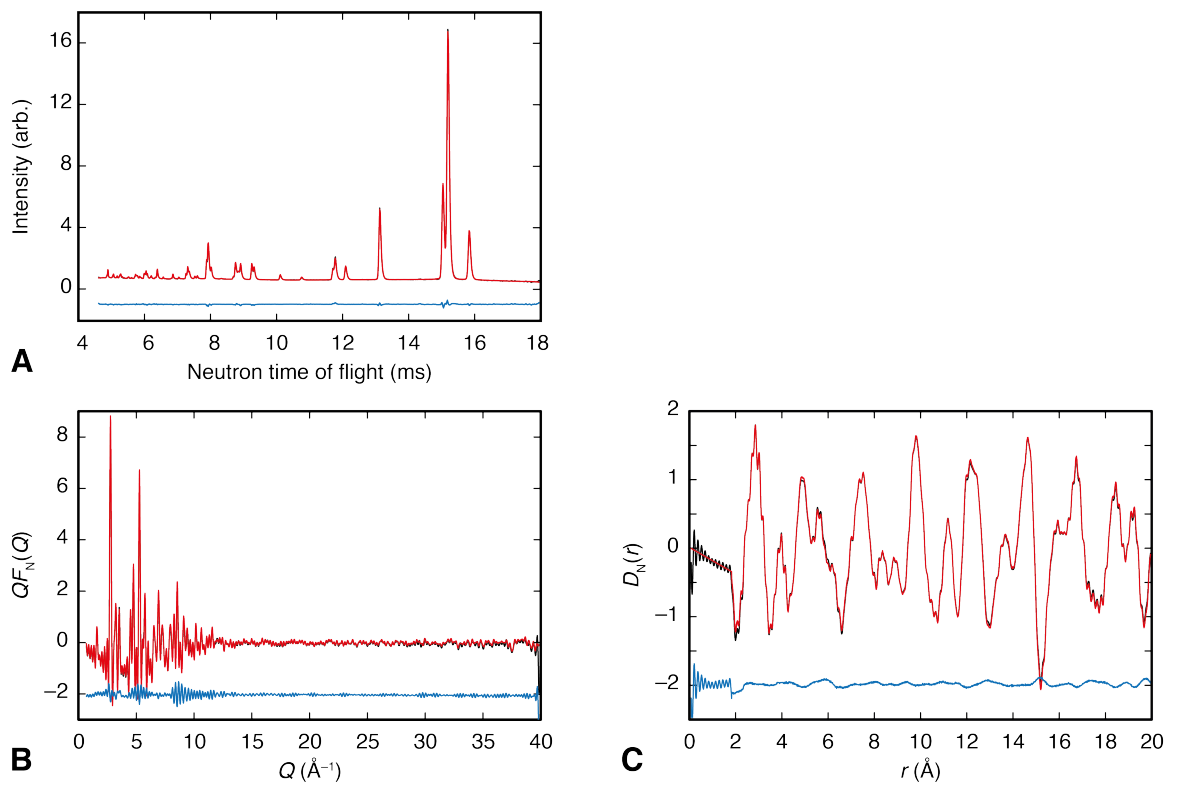 16
12
8
4
0
Intensity (arb.)
4 6 8 10 12 14 16 18
Neutron time of flight (ms)
A
8
6
4
2
0
−2
QF_N(Q)
0 5 10 15 20 25 30 35 40
Q (Å⁻¹)
B
2
1
0
−1
−2
D_N(r)
0 2 4 6 8 10 12 14 16 18 20
r (Å)
C